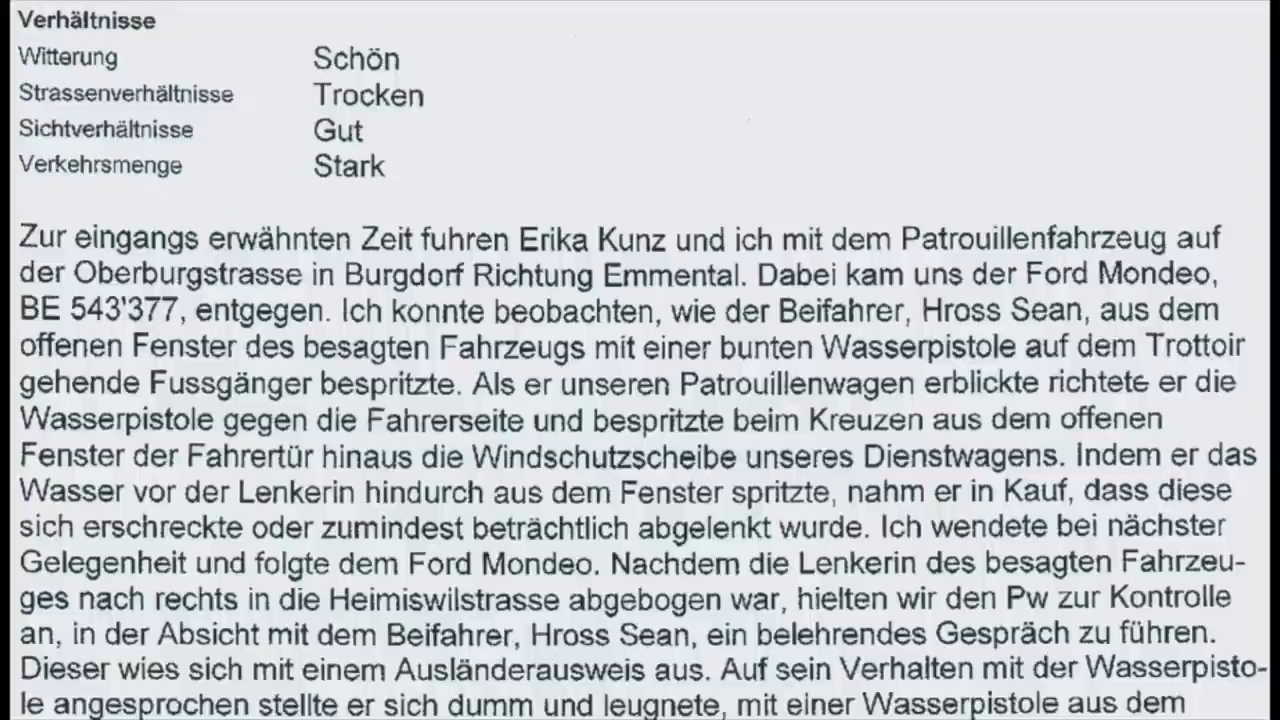 Verhältnisse
Witterung Schön
Strassenverhältnisse Trocken
Sichtverhältnisse Gut
Verkehrsmenge Stark
Zur eingangs erwähnten Zeit fuhren Erika Kunz und ich mit dem Patrouillenfahrzeug auf
der Oberburgstrasse in Burgdorf Richtung Emmental. Dabei kam uns der Ford Mondeo,
BE 543'377, entgegen. Ich konnte beobachten, wie der Beifahrer, Hross Sean, aus dem
offenen Fenster des besagten Fahrzeugs mit einer bunten Wasserpistole auf dem Trottoir
gehende Fussgänger bespritzte. Als er unseren Patrouillenwagen erblickte richtete er die
Wasserpistole gegen die Fahrerseite und bespritzte beim Kreuzen aus dem offenen
Fenster der Fahrertür hinaus die Windschutzscheibe unseres Dienstwagens. Indem er das
Wasser vor der Lenkerin hindurch aus dem Fenster spritzte, nahm er in Kauf, dass diese
sich erschreckte oder zumindest beträchtlich abgelenkt wurde. Ich wendete bei nächster
Gelegenheit und folgte dem Ford Mondeo. Nachdem die Lenkerin des besagten Fahrzeu-
ges nach rechts in die Heimiswilstrasse abgebogen war, hielten wir den Pw zur Kontrolle
an, in der Absicht mit dem Beifahrer, Hross Sean, ein belehrendes Gespräch zu führen.
Dieser wies sich mit einem Ausländerausweis aus. Auf sein Verhalten mit der Wasserpisto-
le angesprochen stellte er sich dumm und leugnete, mit einer Wasserpistole aus dem